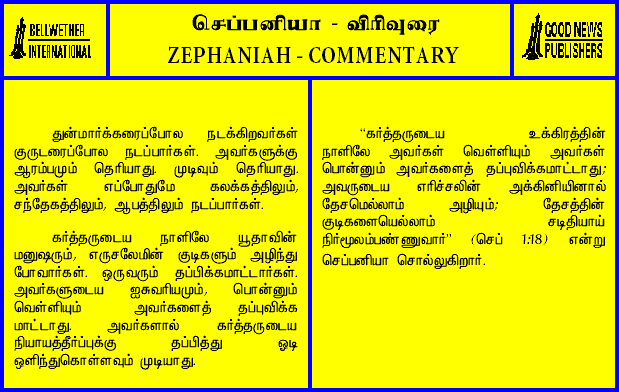 BELLWETHER
INTERNATIONAL
செப்பனியா - விரிவுரை
ZEPHANIAH - COMMENTARY
GOOD NEWS
PUBLISHERS
துன்மார்க்கரைப்போல நடக்கிறவர்கள்
குருடரைப்போல நடப்பார்கள். அவர்களுக்கு
ஆரம்பமும் தெரியாது. முடிவும் தெரியாது.
அவர்கள் எப்போதுமே கலக்கத்திலும்,
சந்தேகத்திலும், ஆபத்திலும் நடப்பார்கள்.
கர்த்தருடைய நாளிலே யூதாவின்
மனுஷரும், எருசலேமின் குடிகளும் அழிந்து
போவார்கள். ஒருவரும் தப்பிக்கமாட்டார்கள்.
அவர்களுடைய ஐசுவரியமும், பொன்னும்
வெள்ளியும் அவர்களைத் தப்புவிக்க
மாட்டாது. அவர்களால் கர்த்தருடைய
நியாயத்தீர்ப்புக்கு தப்பித்து ஓடி
ஒளிந்துகொள்ளவும் முடியாது.
“கர்த்தருடைய உக்கிரத்தின்
நாளிலே அவர்கள் வெள்ளியும் அவர்கள்
பொன்னும் அவர்களைத் தப்புவிக்கமாட்டாது;
அவருடைய எரிச்சலின் அக்கினியினால்
தேசமெல்லாம் அழியும்; தேசத்தின்
குடிகளையெல்லாம் சடிதியாய்
நிர்மூலம்பண்ணுவார்” (செப் 1:18) என்று
செப்பனியா சொல்லுகிறார்.